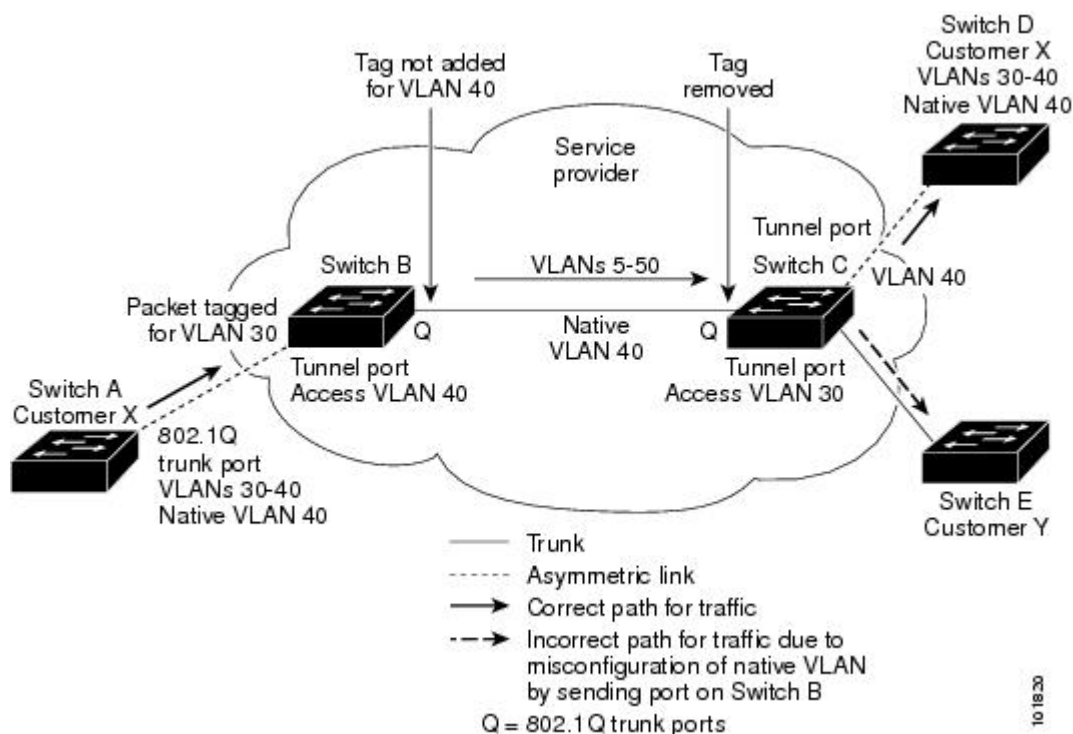 Tag not added
for VLAN 40
Tag
removed
Switch D
Customer X
VLANs 30-40
Native VLAN 40
Service
provider
Tunnel port
Switch B
VLANs 5-50
Switch C
VLAN 40
Packet tagged
for VLAN 30
Q
Native
VLAN 40
Q
Tunnel port
Access VLAN 40
Tunnel port
Access VLAN 30
Switch A
Customer X
802.1Q
trunk port
VLANs 30-40
Native VLAN 40
Switch E
Customer Y
Trunk
Asymmetric link
Correct path for traffic
Incorrect path for traffic due to
misconfiguration of native VLAN
by sending port on Switch B
Q = 802.1Q trunk ports
101820